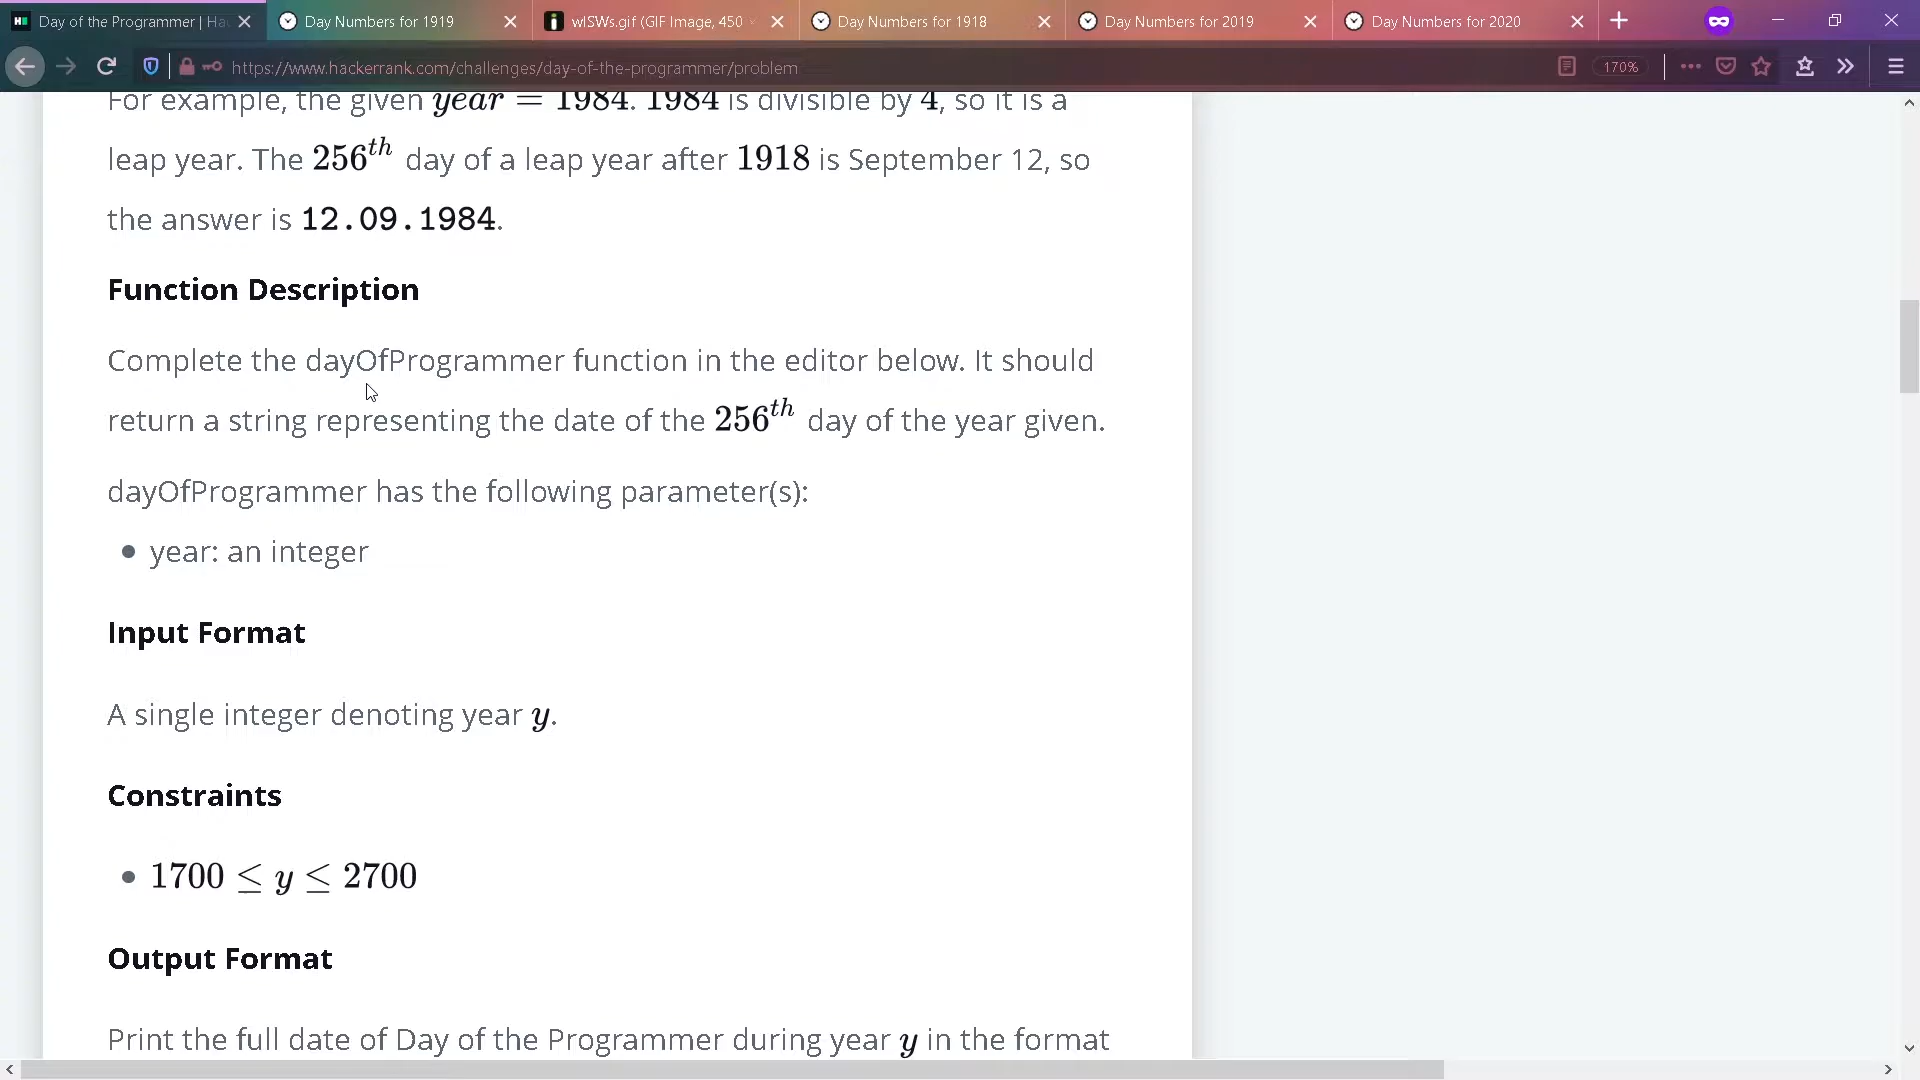 Day of the Programmer | Ha
Day Numbers for 1919
wISWs.gif (GIF Image, 450
Day Numbers for 1918
Day Numbers for 2019
Day Numbers for 2020
https://www.hackerrank.com/challenges/day-of-the-programmer/problem
170%
For example, the given year = 1984. 1984 is divisible by 4, so it is a
leap year. The 256th day of a leap year after 1918 is September 12, so
the answer is 12.09.1984.
Function Description
Complete the dayOfProgrammer function in the editor below. It should
return a string representing the date of the 256th day of the year given.
dayOfProgrammer has the following parameter(s):
• year: an integer
Input Format
A single integer denoting year y.
Constraints
• 1700 ≤ y ≤ 2700
Output Format
Print the full date of Day of the Programmer during year y in the format